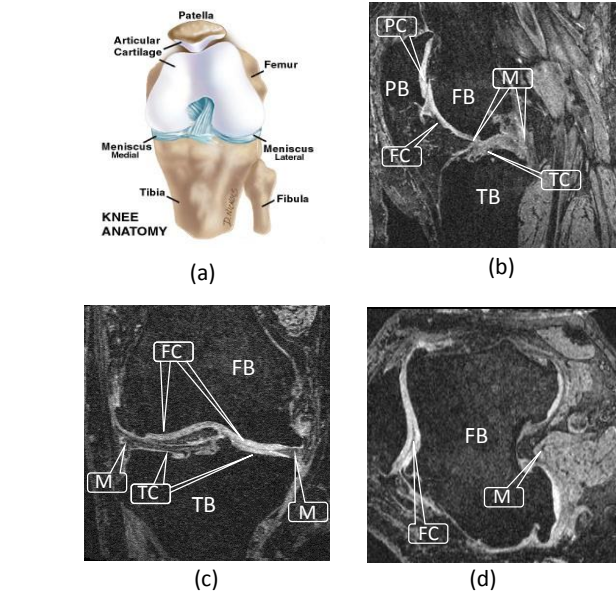 Patella
Articular
Cartilage
Femur
Meniscus
Medial
Meniscus
Lateral
Tibia
Fibula
KNEE
ANATOMY
(a)
PC
M
PB
FB
FC
TC
TB
(b)
FC
FB
M
TC
M
TB
(c)
FB
M
FC
(d)